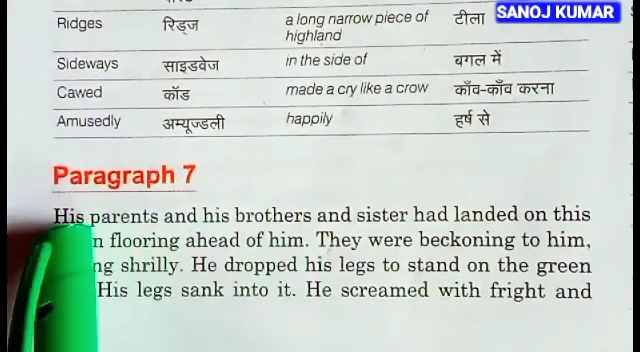 SANOJ KUMAR
Ridges रिड्ज a long narrow piece of highland टीला
Sideways साइडवेज in the side of बगल में
Cawed कॉड made a cry like a crow काँव-काँव करना
Amusedly अम्यूज्डली happily हर्ष से
Paragraph 7
His parents and his brothers and sister had landed on this
n flooring ahead of him. They were beckoning to him,
ng shrilly. He dropped his legs to stand on the green
His legs sank into it. He screamed with fright and